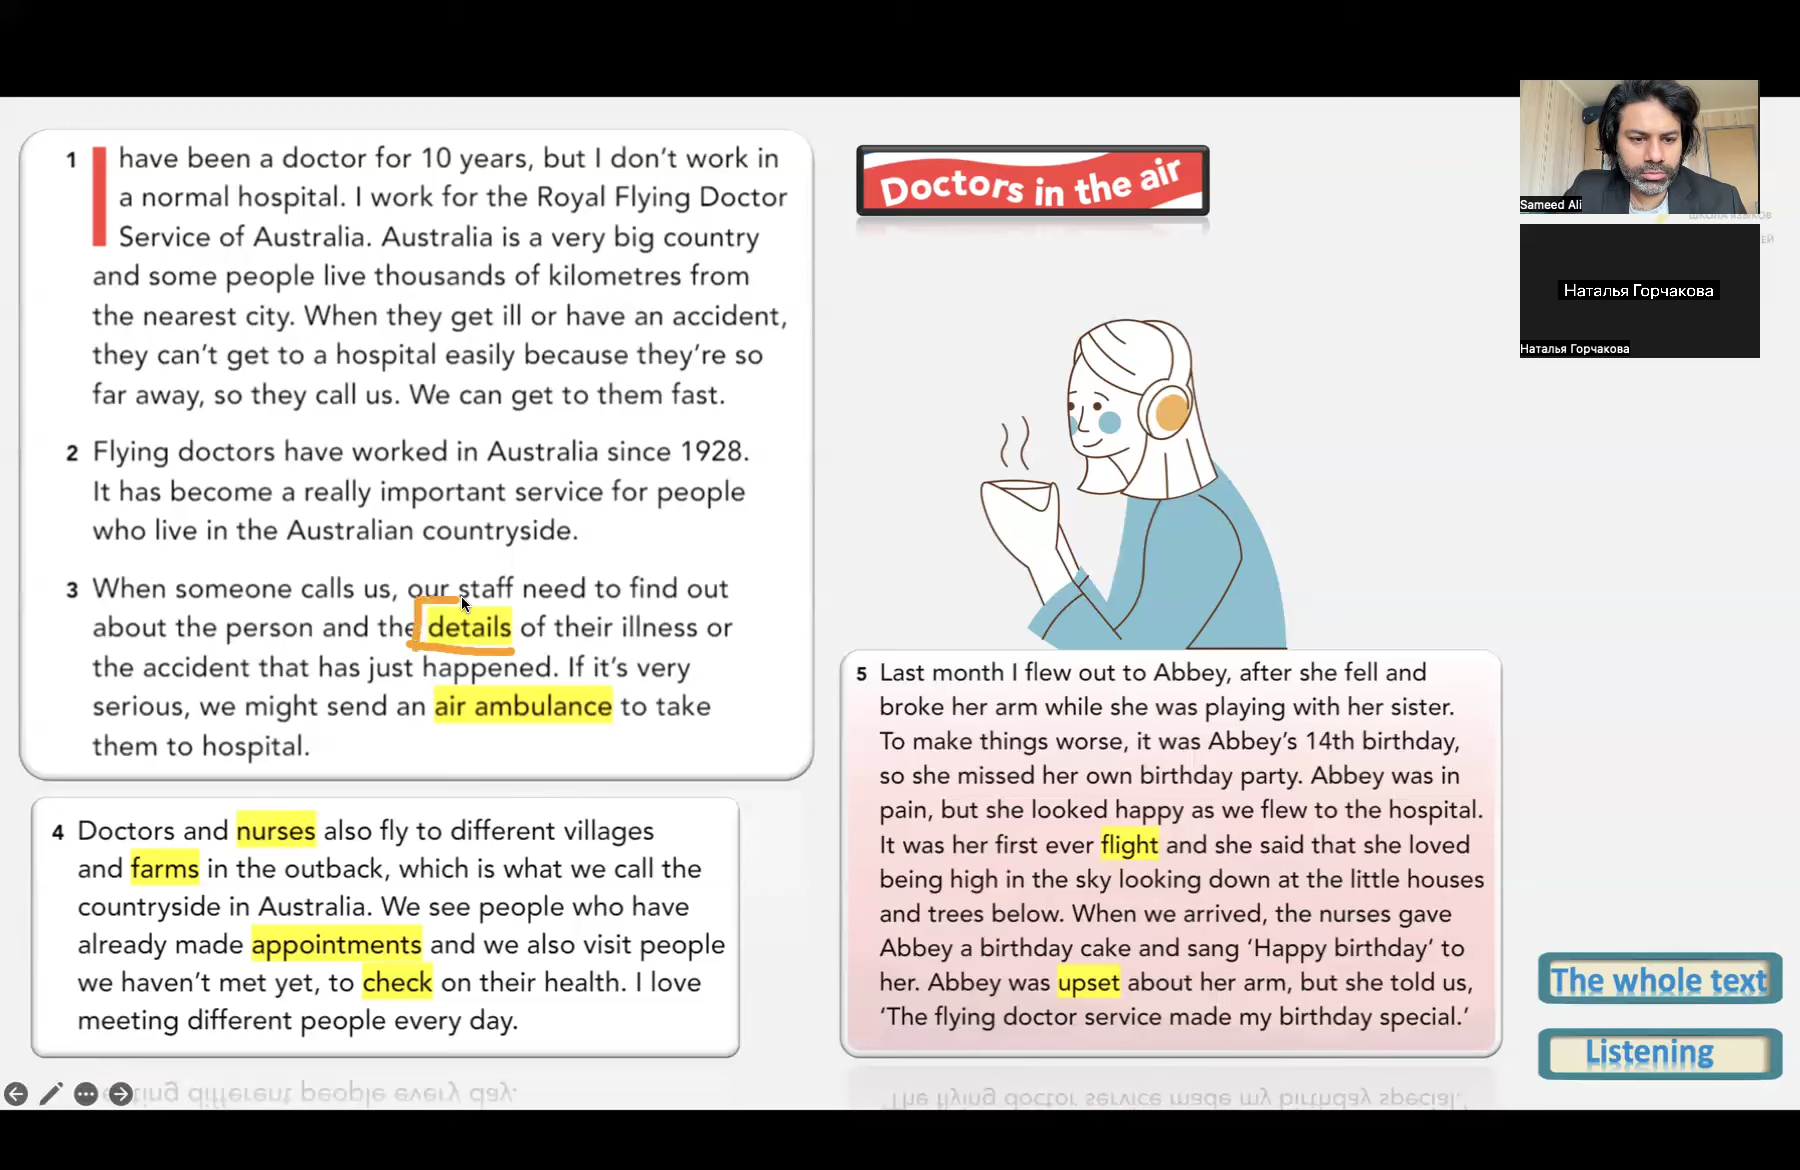 1 I have been a doctor for 10 years, but I don't work in
a normal hospital. I work for the Royal Flying Doctor
Service of Australia. Australia is a very big country
and some people live thousands of kilometres from
the nearest city. When they get ill or have an accident,
they can't get to a hospital easily because they're so
far away, so they call us. We can get to them fast.
2 Flying doctors have worked in Australia since 1928.
It has become a really important service for people
who live in the Australian countryside.
3 When someone calls us, our staff need to find out
about the person and the details of their illness or
the accident that has just happened. If it's very
serious, we might send an air ambulance to take
them to hospital.
4 Doctors and nurses also fly to different villages
and farms in the outback, which is what we call the
countryside in Australia. We see people who have
already made appointments and we also visit people
we haven't met yet, to check on their health. I love
meeting different people every day.
Doctors in the air
5 Last month I flew out to Abbey, after she fell and
broke her arm while she was playing with her sister.
To make things worse, it was Abbey's 14th birthday,
so she missed her own birthday party. Abbey was in
pain, but she looked happy as we flew to the hospital.
It was her first ever flight and she said that she loved
being high in the sky looking down at the little houses
and trees below. When we arrived, the nurses gave
Abbey a birthday cake and sang 'Happy birthday' to
her. Abbey was upset about her arm, but she told us,
'The flying doctor service made my birthday special.'
Sameed Ali
ШКОЛА ЯЗЫКОВ
Наталья Горчакова
Наталья Горчакова
The whole text
Listening